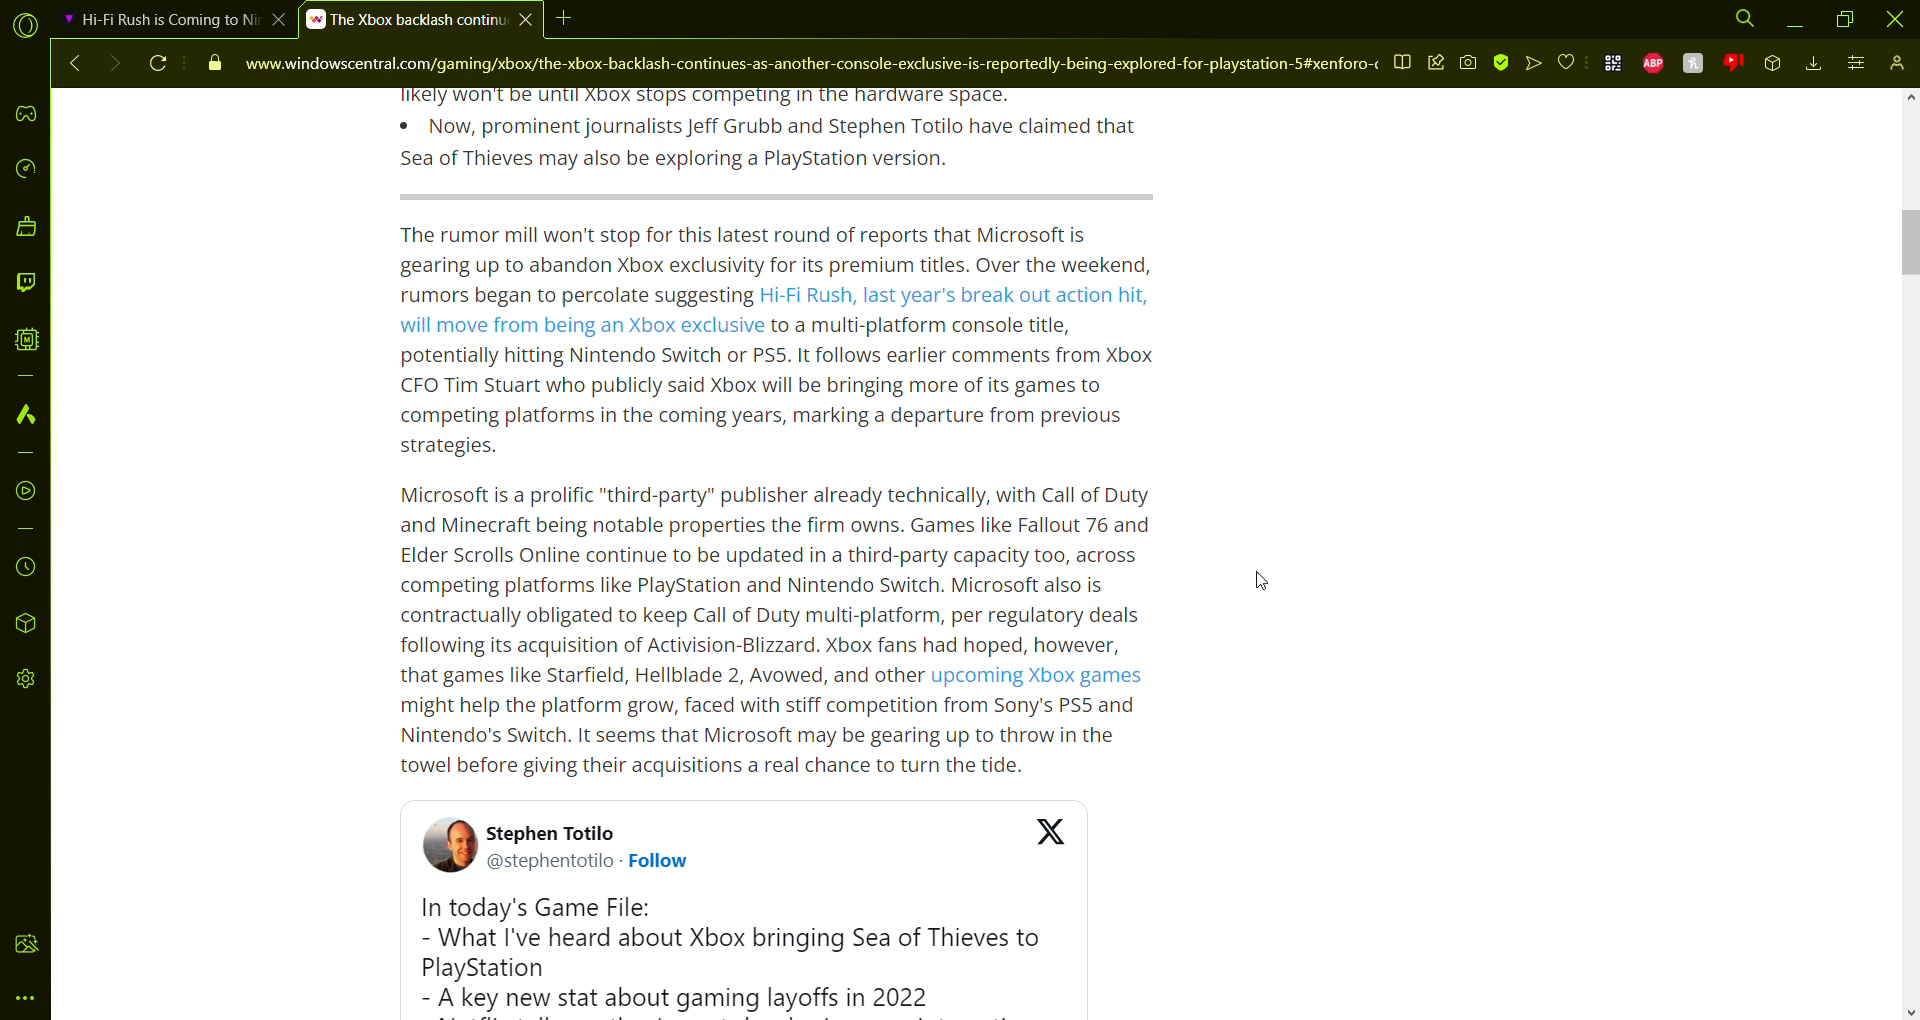 Hi-Fi Rush is Coming to Ni
The Xbox backlash continu
www.windowscentral.com/gaming/xbox/the-xbox-backlash-continues-as-another-console-exclusive-is-reportedly-being-explored-for-playstation-5#xenforo-c
ABP
likely won't be until Xbox stops competing in the hardware space.
• Now, prominent journalists Jeff Grubb and Stephen Totilo have claimed that
Sea of Thieves may also be exploring a PlayStation version.
The rumor mill won't stop for this latest round of reports that Microsoft is
gearing up to abandon Xbox exclusivity for its premium titles. Over the weekend,
rumors began to percolate suggesting Hi-Fi Rush, last year's break out action hit,
will move from being an Xbox exclusive to a multi-platform console title,
potentially hitting Nintendo Switch or PS5. It follows earlier comments from Xbox
CFO Tim Stuart who publicly said Xbox will be bringing more of its games to
competing platforms in the coming years, marking a departure from previous
strategies.
Microsoft is a prolific "third-party" publisher already technically, with Call of Duty
and Minecraft being notable properties the firm owns. Games like Fallout 76 and
Elder Scrolls Online continue to be updated in a third-party capacity too, across
competing platforms like PlayStation and Nintendo Switch. Microsoft also is
contractually obligated to keep Call of Duty multi-platform, per regulatory deals
following its acquisition of Activision-Blizzard. Xbox fans had hoped, however,
that games like Starfield, Hellblade 2, Avowed, and other upcoming Xbox games
might help the platform grow, faced with stiff competition from Sony's PS5 and
Nintendo's Switch. It seems that Microsoft may be gearing up to throw in the
towel before giving their acquisitions a real chance to turn the tide.
Stephen Totilo
@stephentotilo · Follow
In today's Game File:
- What I've heard about Xbox bringing Sea of Thieves to
PlayStation
- A key new stat about gaming layoffs in 2022